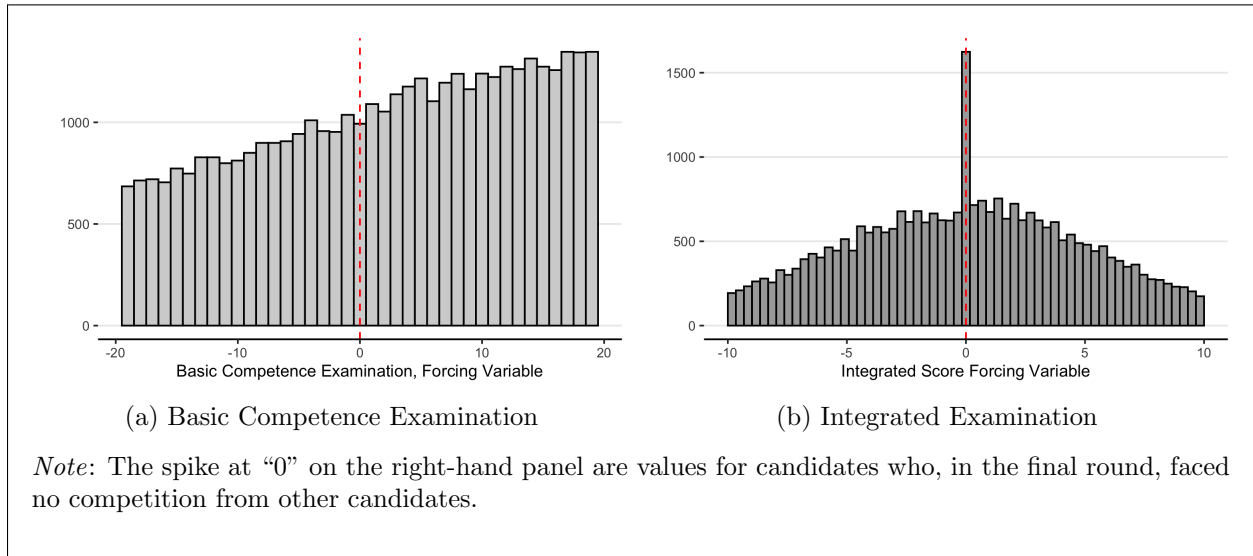 1000
500
0
-20 -10 0 10 20
Basic Competence Examination, Forcing Variable
(a) Basic Competence Examination
1500
1000
500
0
-10 -5 0 5 10
Integrated Score Forcing Variable
(b) Integrated Examination
Note: The spike at “0” on the right-hand panel are values for candidates who, in the final round, faced
no competition from other candidates.